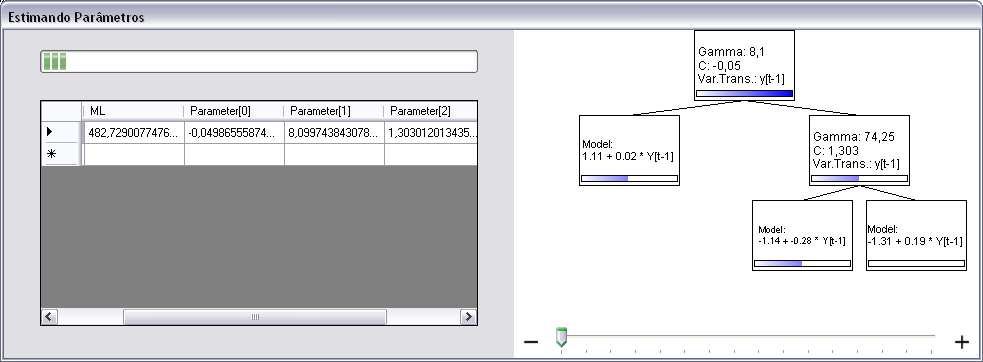 Estimando Parâmetros
ML Parameter[0] Parameter[1] Parameter[2]
482,7290077476... -0,04986555874... 8,099743843078... 1,303012013435...
Gamma: 8,1
C: -0,05
Var.Trans.: y[t-1]
Model:
1.11 + 0.02 * Y[t-1]
Gamma: 74,25
C: 1,303
Var.Trans.: y[t-1]
Model:
-1.14 + -0.28 * Y[t-1]
Model:
-1.31 + 0.19 * Y[t-1]